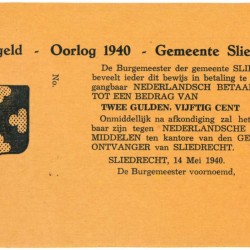 geld - Oorlog 1940 - Gemeente Slie
No.
De Burgemeester der gemeente SLIE
beveelt ieder dit bewijs in betaling te
gangbaar NEDERLANDSCH BETAA
TOT EEN BEDRAG VAN
TWEE GULDEN, VIJFTIG CENT
Onmiddellijk na afkondiging zal het
baar zijn tegen NEDERLANDSCHE
MIDDELEN ten kantore van den GE
ONTVANGER van SLIEDRECHT.
SLIEDRECHT, 14 Mei 1940.
De Burgemeester voornoemd,